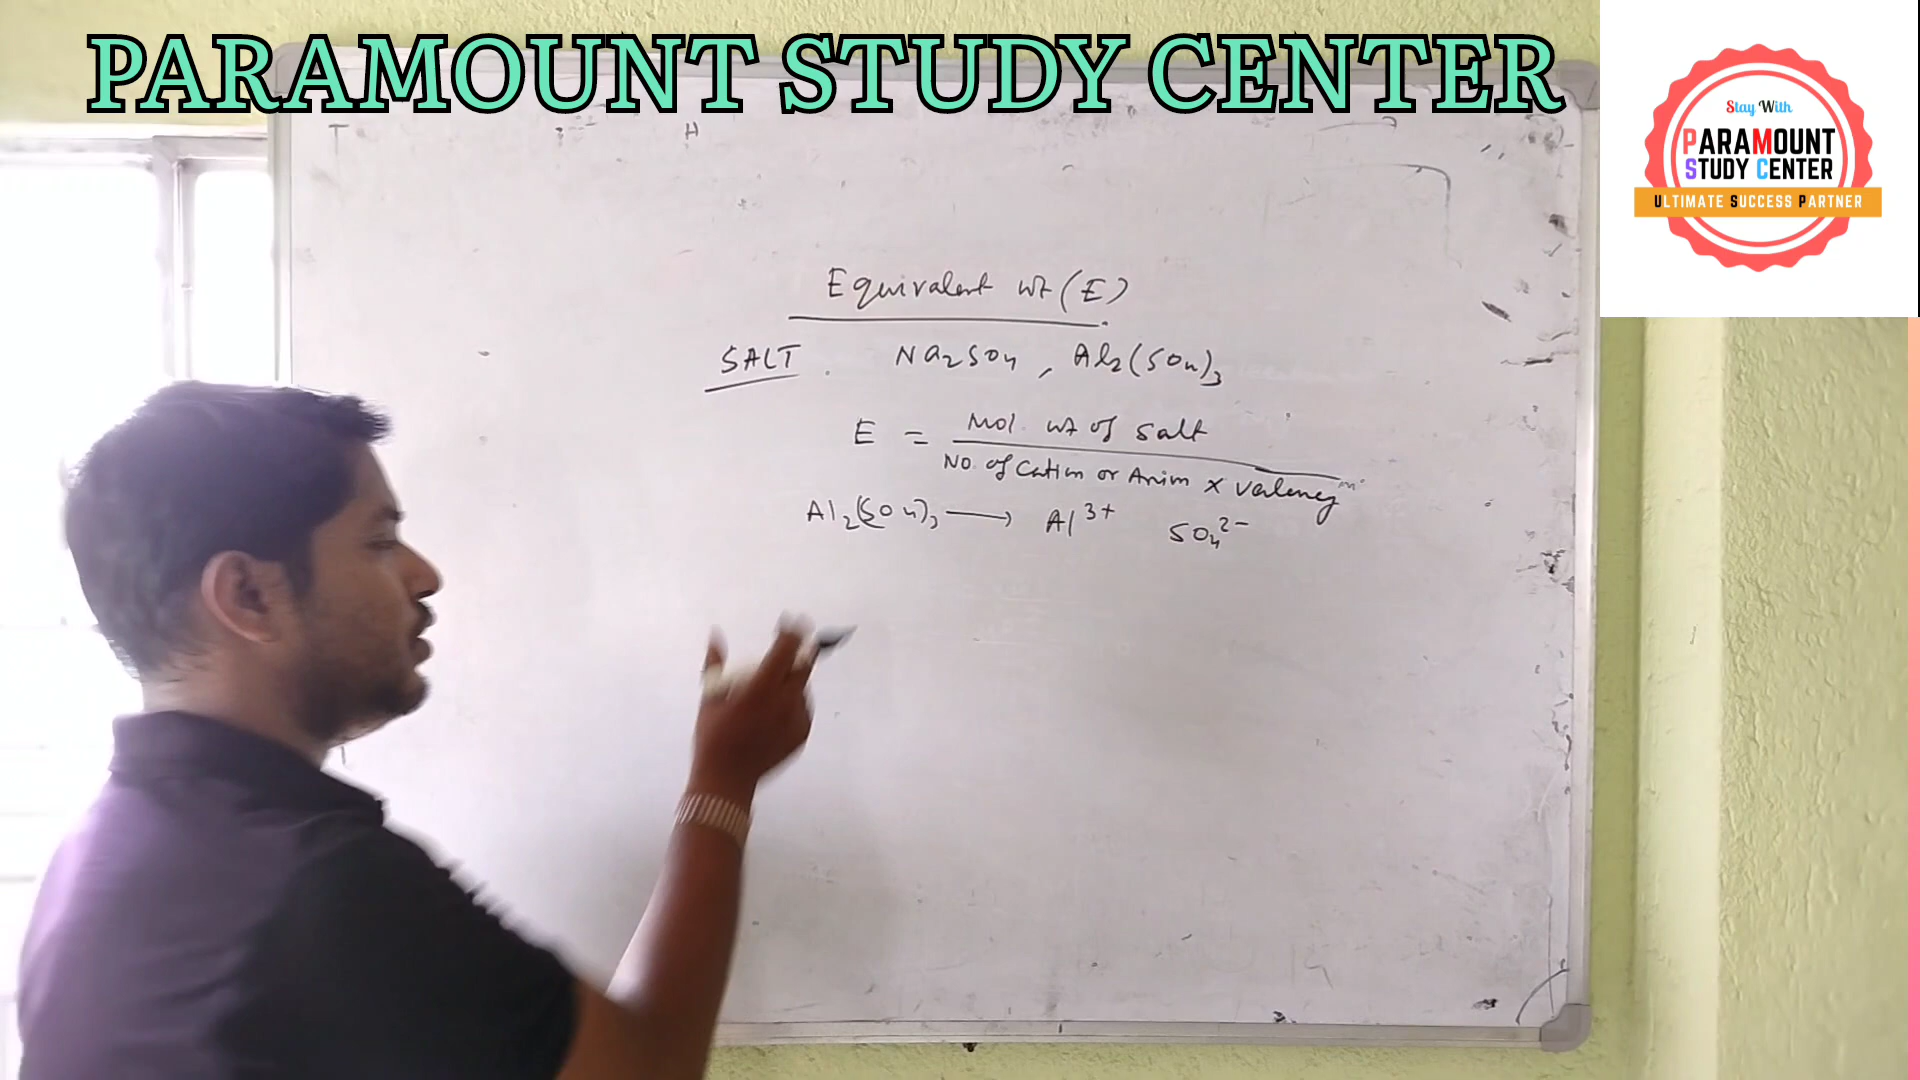 PARAMOUNT STUDY CENTER
Stay With
PARAMOUNT
STUDY CENTER
ULTIMATE SUCCESS PARTNER
Equivalent wt (E)
SALT. Na2SO4, Al2(SO4)3
E = Mol. wt of salt
No. of Cation or Anion x valency
Al2(SO4)3 → Al3+ SO42-